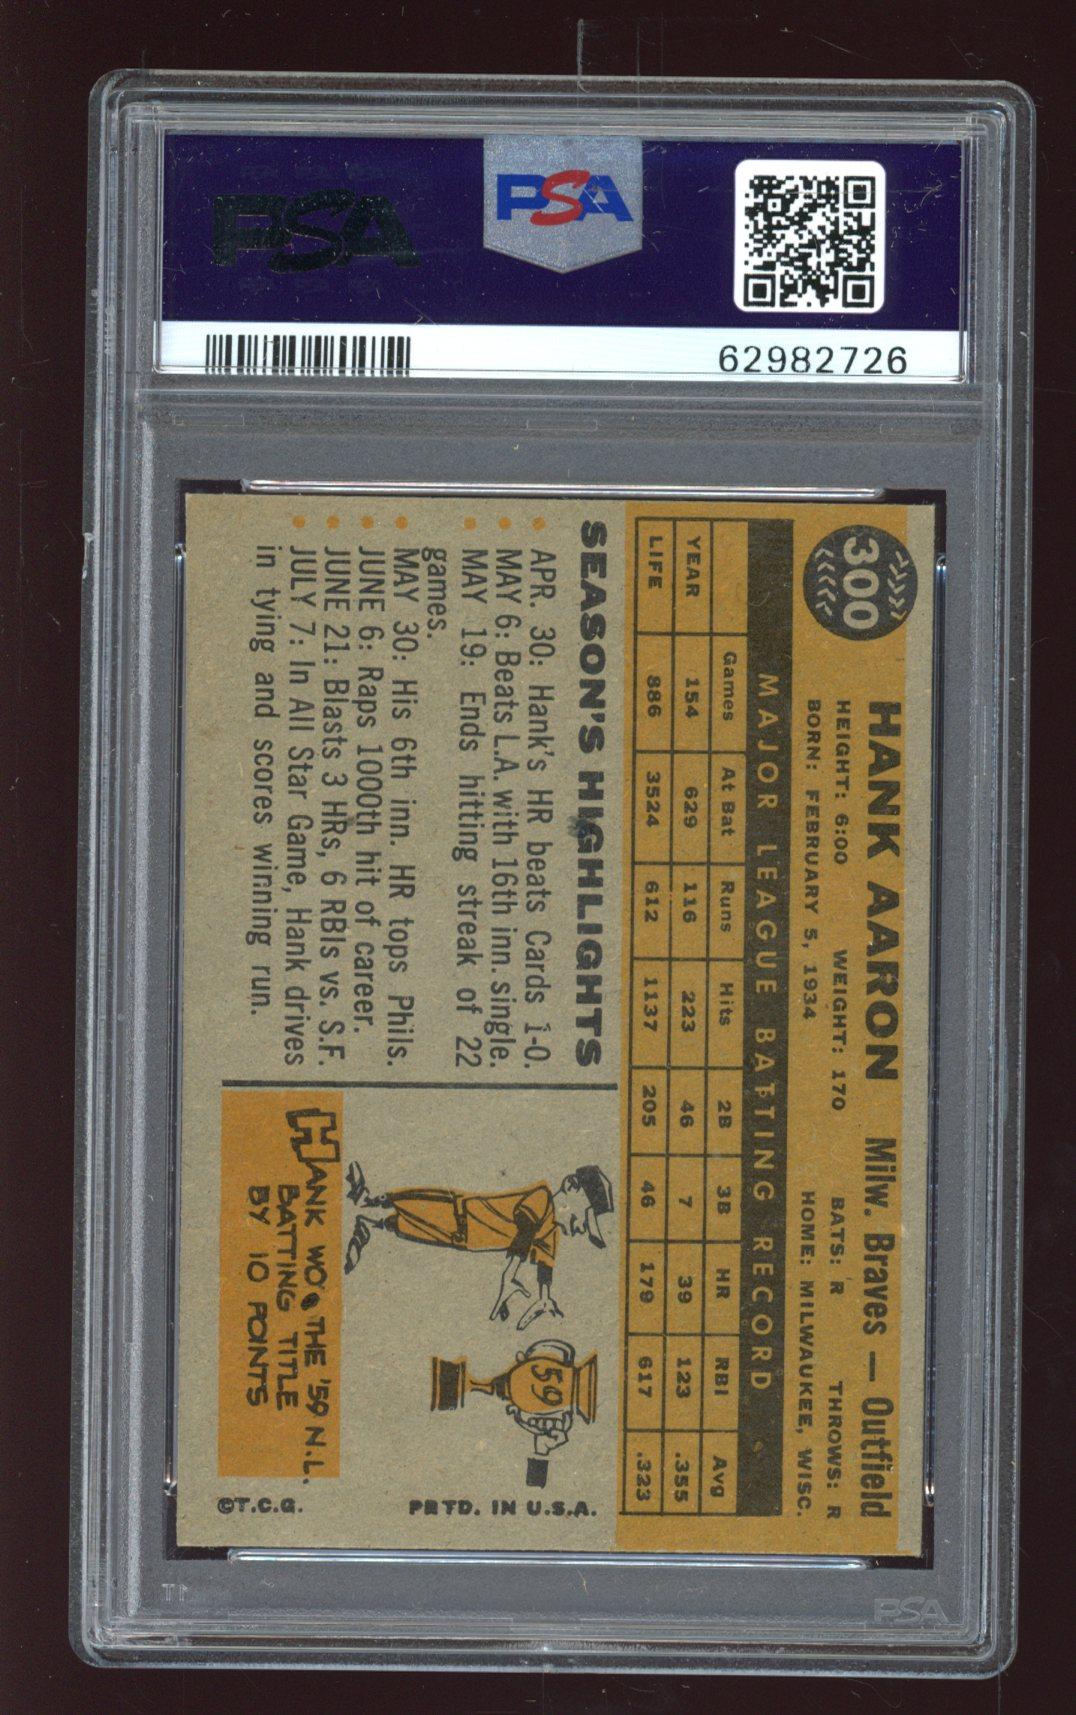 PSA
PSA
62982726
300
HANK AARON Milw. Braves — Outfield
HEIGHT: 6:00 WEIGHT: 170 BATS: R THROWS: R
BORN: FEBRUARY 5, 1934 HOME: MILWAUKEE, WISC.
MAJOR LEAGUE BATTING RECORD
Games At Bat Runs Hits 2B 3B HR RBI Avg
YEAR 154 629 116 223 46 7 39 123 .355
LIFE 886 3524 612 1137 205 46 179 617 .323
SEASON'S HIGHLIGHTS
APR. 30: Hank's HR beats Cards 1-0.
MAY 6: Beats L.A. with 16th inn. single.
MAY 19: Ends hitting streak of 22
games.
MAY 30: His 6th inn. HR tops Phils.
JUNE 6: Raps 1000th hit of career.
JUNE 21: Blasts 3 HRs, 6 RBIs vs. S.F.
JULY 7: In All Star Game, Hank drives
in tying and scores winning run.
59
HANK WON THE '59 N.L.
BATTING TITLE
BY 10 POINTS
©T.C.G. PRTD. IN U.S.A.
PSA